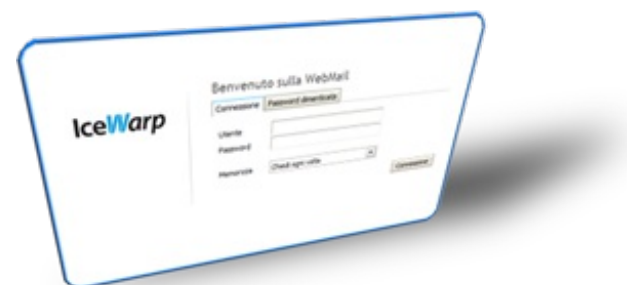 IceWarp
Benvenuto sulla WebMail
Connessione Password dimenticata
Utente
Password
Memorizza Chiedi ogni volta
Connessione